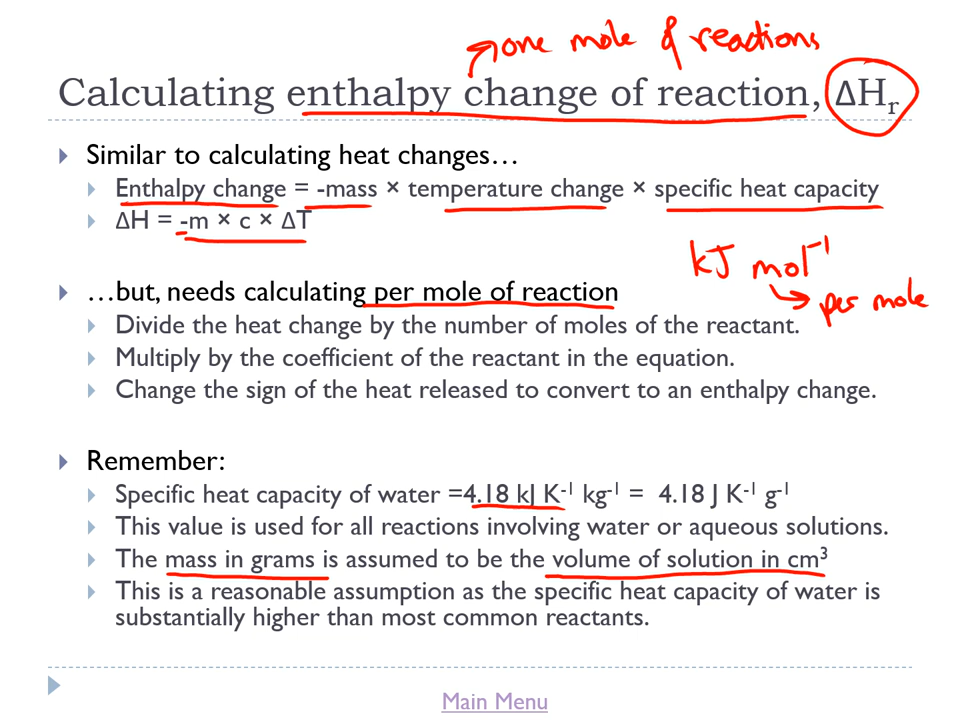 one mole of reactions
Calculating enthalpy change of reaction, ΔHr
Similar to calculating heat changes…
Enthalpy change = -mass × temperature change × specific heat capacity
ΔH = -m × c × ΔT
kJ mol⁻¹
per mole
…but, needs calculating per mole of reaction
Divide the heat change by the number of moles of the reactant.
Multiply by the coefficient of the reactant in the equation.
Change the sign of the heat released to convert to an enthalpy change.
Remember:
Specific heat capacity of water =4.18 kJ K⁻¹ kg⁻¹ = 4.18 J K⁻¹ g⁻¹
This value is used for all reactions involving water or aqueous solutions.
The mass in grams is assumed to be the volume of solution in cm³
This is a reasonable assumption as the specific heat capacity of water is
substantially higher than most common reactants.
Main Menu